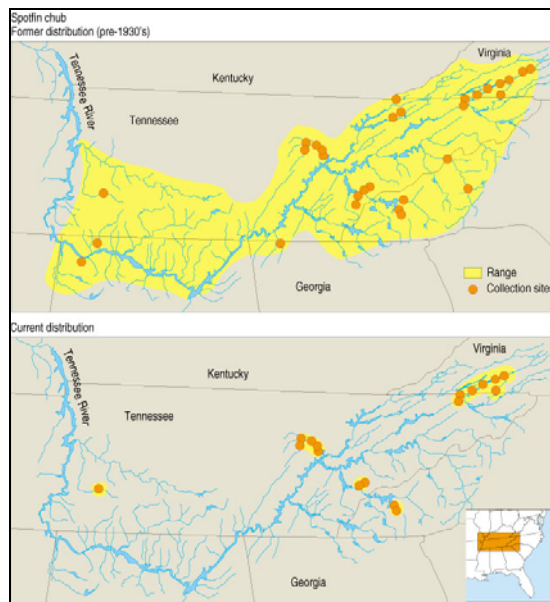 Spotfin chub
Former distribution (pre-1930's)
Virginia
Kentucky
Tennessee River
Tennessee
Georgia
Range
Collection sites
Current distribution
Virginia
Kentucky
Tennessee River
Tennessee
Georgia